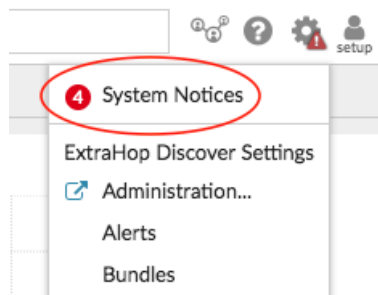 setup
4 System Notices
ExtraHop Discover Settings
Administration...
Alerts
Bundles